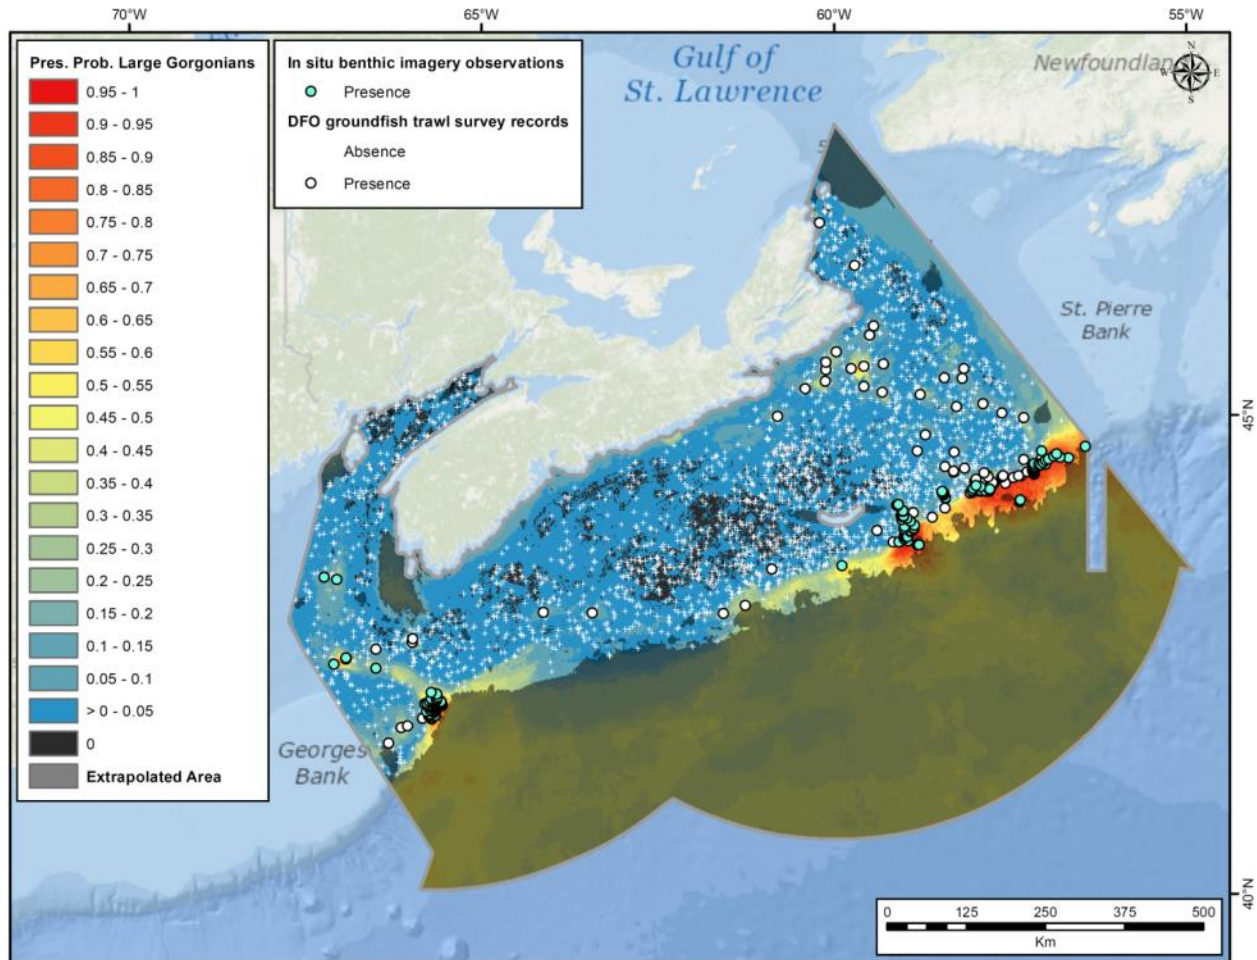 70°W 65°W 60°W 55°W
Pres. Prob. Large Gorgonians
0.95 - 1
0.9 - 0.95
0.85 - 0.9
0.8 - 0.85
0.75 - 0.8
0.7 - 0.75
0.65 - 0.7
0.6 - 0.65
0.55 - 0.6
0.5 - 0.55
0.45 - 0.5
0.4 - 0.45
0.35 - 0.4
0.3 - 0.35
0.25 - 0.3
0.2 - 0.25
0.15 - 0.2
0.1 - 0.15
0.05 - 0.1
> 0 - 0.05
0
Extrapolated Area
In situ benthic imagery observations
Presence
DFO groundfish trawl survey records
Absence
Presence
Gulf of
St. Lawrence
Newfoundlan
N
W E
S
St. Pierre
Bank
45°N
Georges
Bank
40°N
0 125 250 375 500
Km